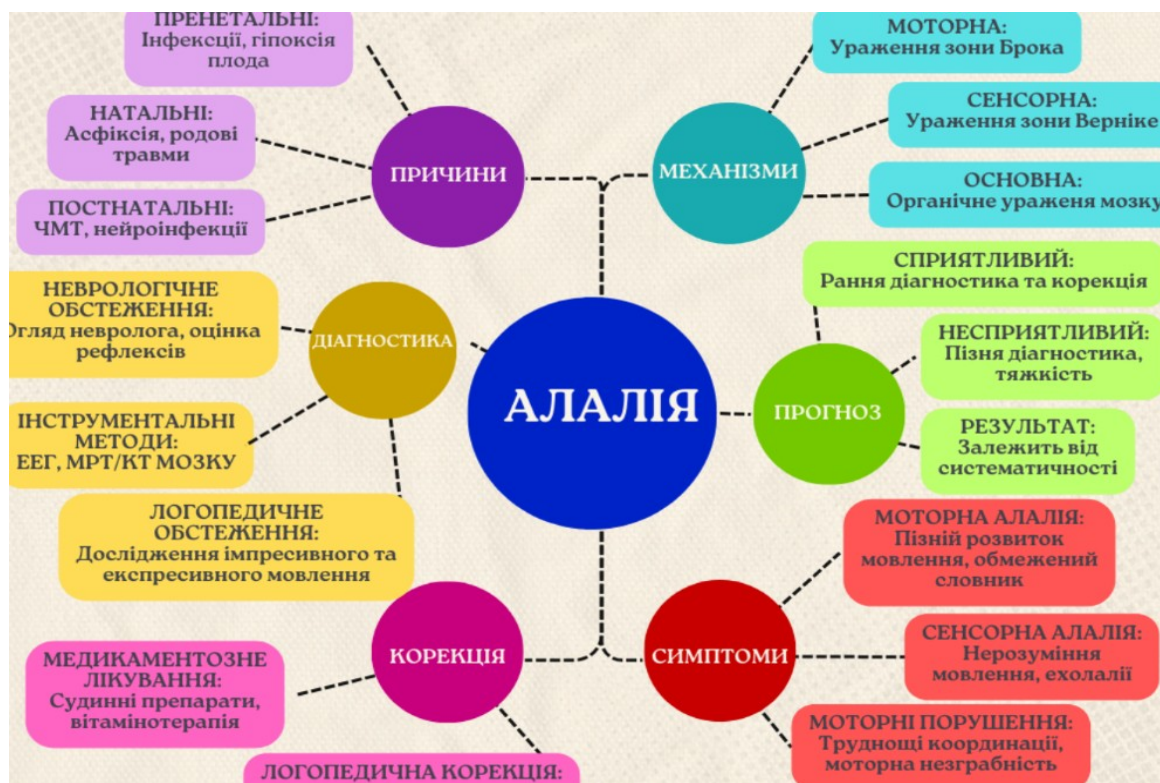 ПРЕНЕТАЛЬНІ:
Інфексції, гіпоксія
плода
НАТАЛЬНІ:
Асфіксія, родові
травми
ПОСТНАТАЛЬНІ:
ЧМТ, нейроінфекції
ПРИЧИНИ
МОТОРНА:
Ураження зони Брока
СЕНСОРНА:
Ураження зони Верніке
ОСНОВНА:
Органічне ураженя мозку
МЕХАНІЗМИ
НЕВРОЛОГІЧНЕ
ОБСТЕЖЕННЯ:
Огляд невролога, оцінка
рефлексів
ІНСТРУМЕНТАЛЬНІ
МЕТОДИ:
ЕЕГ, МРТ/КТ МОЗКУ
ЛОГОПЕДИЧНЕ
ОБСТЕЖЕННЯ:
Дослідження імпресивного та
експресивного мовлення
ДІАГНОСТИКА
АЛАЛІЯ
СПРИЯТЛИВИЙ:
Рання діагностика та корекція
НЕСПРИЯТЛИВИЙ:
Пізня діагностика,
тяжкість
РЕЗУЛЬТАТ:
Залежить від
систематичності
ПРОГНОЗ
МЕДИКАМЕНТОЗНЕ
ЛІКУВАННЯ:
Судинні препарати,
вітамінотерапія
ЛОГОПЕДИЧНА КОРЕКЦІЯ:
КОРЕКЦІЯ
СИМПТОМИ
МОТОРНА АЛАЛІЯ:
Пізній розвиток
мовлення, обмежений
словник
СЕНСОРНА АЛАЛІЯ:
Нерозуміння
мовлення, ехолалії
МОТОРНІ ПОРУШЕННЯ:
Труднощі координації,
моторна незграбність